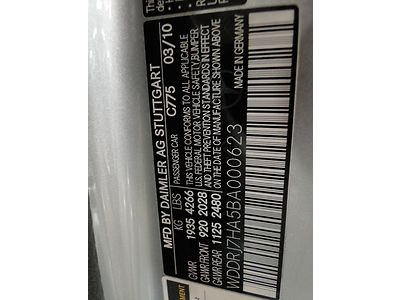 MFD BY DAIMLER AG STUTTGART
C775 03/10
KG LBS PASSENGER CAR
GVWR 1935 4266 THIS VEHICLE CONFORMS TO ALL APPLICABLE
GAWR FRONT 920 2028 U.S. FEDERAL MOTOR VEHICLE SAFETY BUMPER,
GAWR REAR 1125 2480 AND THEFT PREVENTION STANDARDS IN EFFECT
ON THE DATE OF MANUFACTURE SHOWN ABOVE
MADE IN GERMANY
WDDRJ7HA5BA000623